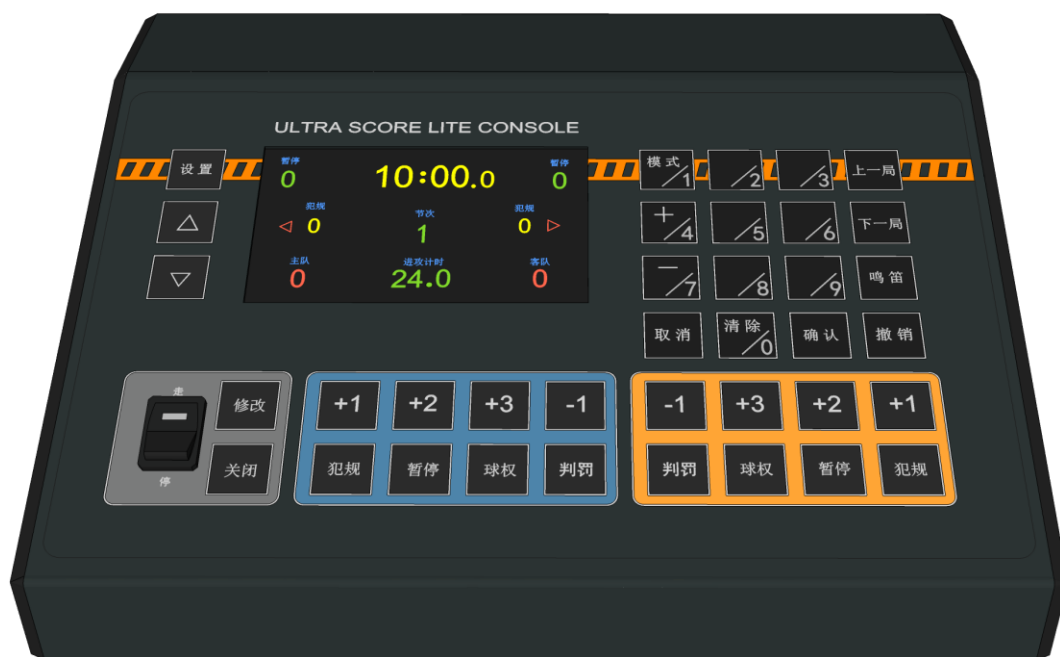 ULTRA SCORE LITE CONSOLE
设置
暂停 暂停
0 10:00.0 0
犯规 节次 犯规
◁ 0 1 0 ▷
主队 进攻计时 客队
0 24.0 0
△
▽
模式/1 /2 /3 上一局
+/4 /5 /6 下一局
一/7 /8 /9 鸣笛
取消 清除/0 确认 撤销
走
修改
停
关闭
+1 +2 +3 -1
犯规 暂停 球权 判罚
-1 +3 +2 +1
判罚 球权 暂停 犯规